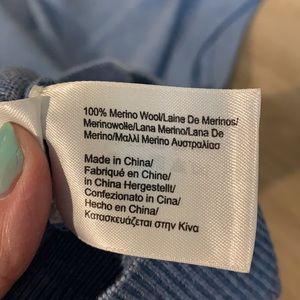 100% Merino Wool/Laine De Merinos/
Merinowolle/Lana Merino/Lana De
Merino/Μαλλί Merino Αυστραλίας
Made in China/
Fabriqué en Chine/
in China Hergestellt/
Confezionato in Cina/
Hecho en China/
Κατασκευάζεται στην Κίνα